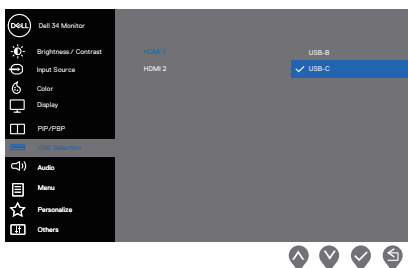 DELL
Dell 34 Monitor
Brightness / Contrast
Input Source
Color
Display
PIP/PBP
USB Selection
Audio
Menu
Personalize
Others
HDMI 1
HDMI 2
USB-B
USB-C